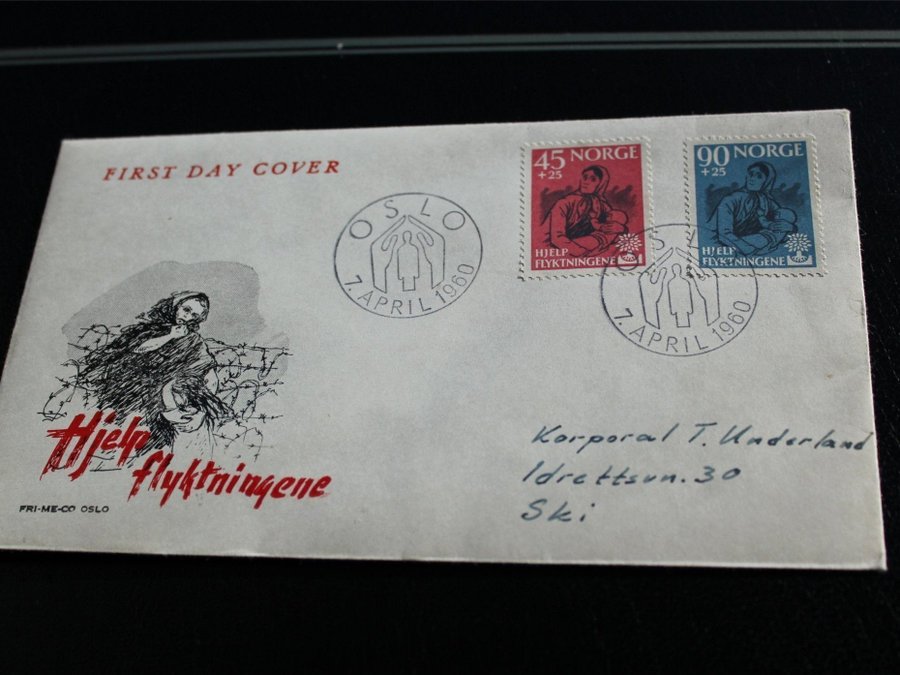 FIRST DAY COVER
OSLO
7. APRIL 1960
45 NORGE
+25
HJELP
FLYKTNINGENE
90 NORGE
+25
HJELP
FLYKTNINGENE
OSLO
7. APRIL 1960
Hjelp
flyktningene
FRI-ME-CO OSLO
Korporal T. Underland
Idrettsvn. 30
Ski